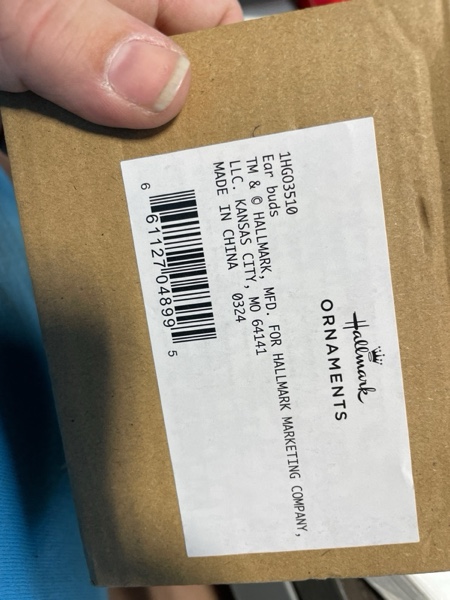 Hallmark
ORNAMENTS
1HGO3510
Ear buds
TM & © HALLMARK, MFD. FOR HALLMARK MARKETING COMPANY,
LLC. KANSAS CITY, MO 64141
MADE IN CHINA 0324
6 61127 04899 5